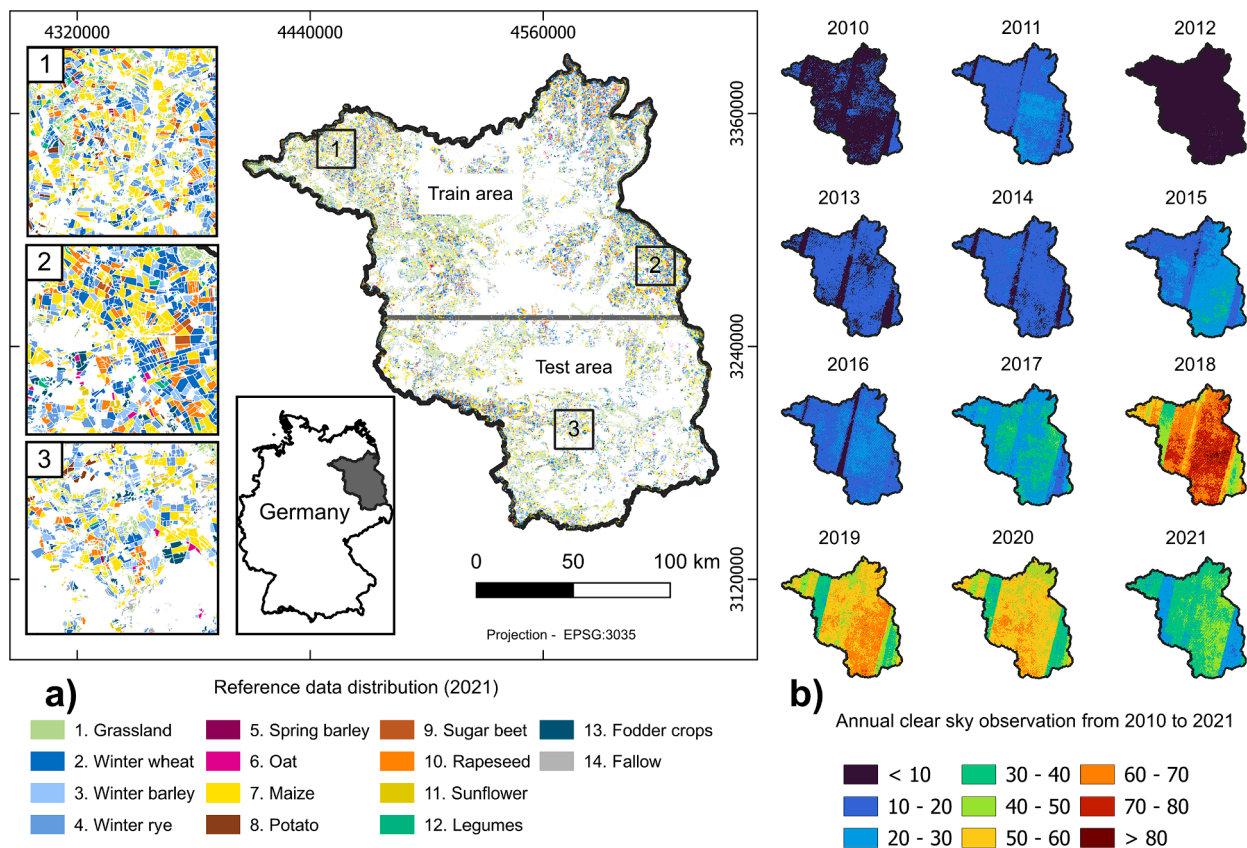 4320000
4440000
4560000
1
2
3
1
Train area
2
Test area
3
3360000
3240000
3120000
Germany
0 50 100 km
Projection - EPSG:3035
a)
Reference data distribution (2021)
1. Grassland
2. Winter wheat
3. Winter barley
4. Winter rye
5. Spring barley
6. Oat
7. Maize
8. Potato
9. Sugar beet
10. Rapeseed
11. Sunflower
12. Legumes
13. Fodder crops
14. Fallow
2010 2011 2012
2013 2014 2015
2016 2017 2018
2019 2020 2021
b)
Annual clear sky observation from 2010 to 2021
< 10
10 - 20
20 - 30
30 - 40
40 - 50
50 - 60
60 - 70
70 - 80
> 80